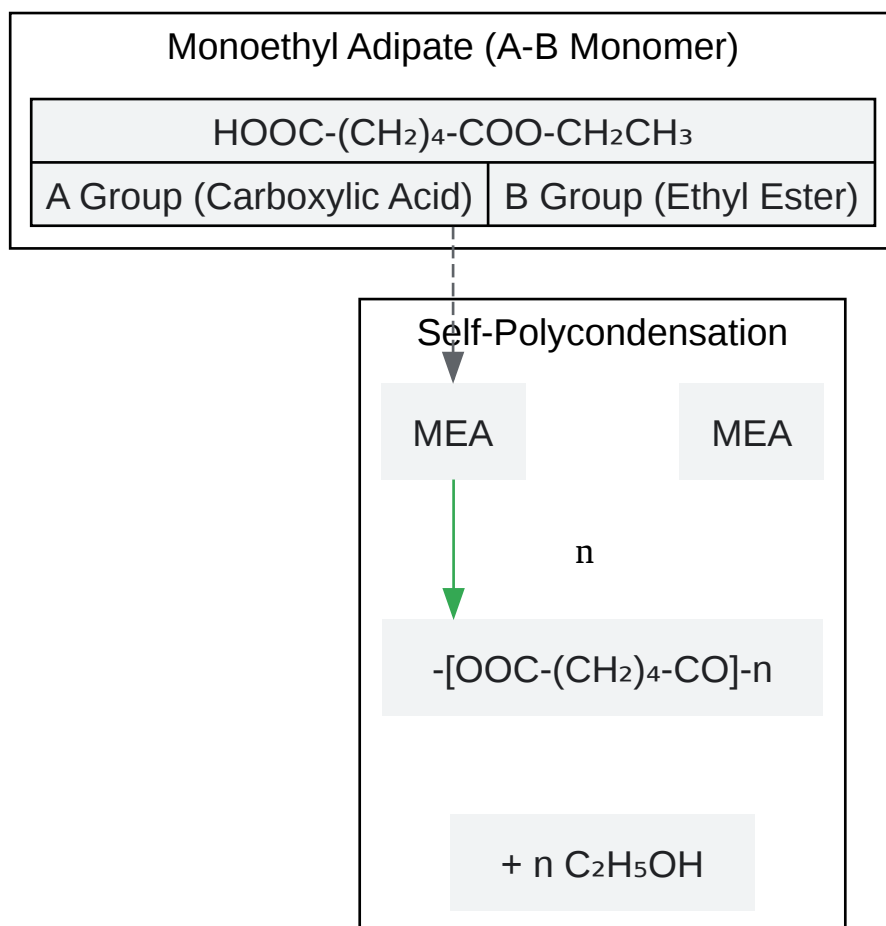 Monoethyl Adipate (A-B Monomer)
HOOC-(CH₂)₄-COO-CH₂CH₃
A Group (Carboxylic Acid) B Group (Ethyl Ester)
Self-Polycondensation
MEA MEA
n
-[OOC-(CH₂)₄-CO]-n
+ n C₂H₅OH